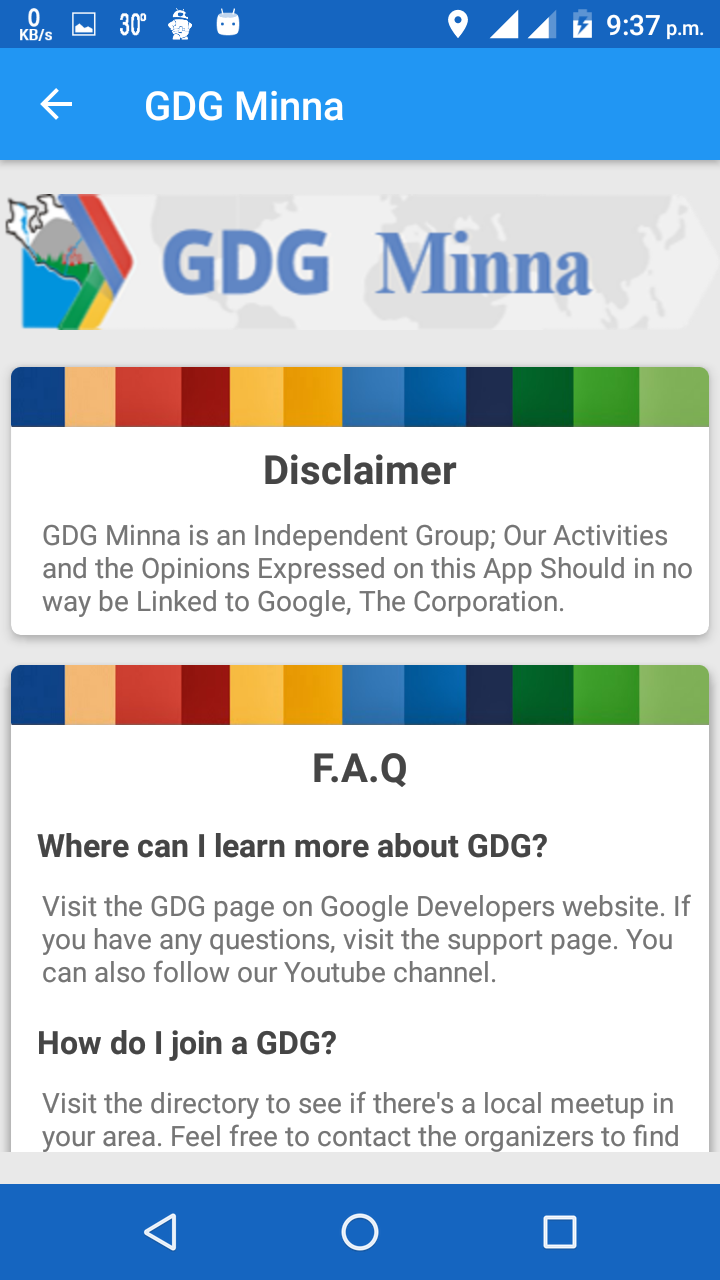 0
KB/s
30°
9:37 p.m.
GDG Minna
GDG Minna
Disclaimer
GDG Minna is an Independent Group; Our Activities
and the Opinions Expressed on this App Should in no
way be Linked to Google, The Corporation.
F.A.Q
Where can I learn more about GDG?
Visit the GDG page on Google Developers website. If
you have any questions, visit the support page. You
can also follow our Youtube channel.
How do I join a GDG?
Visit the directory to see if there's a local meetup in
your area. Feel free to contact the organizers to find